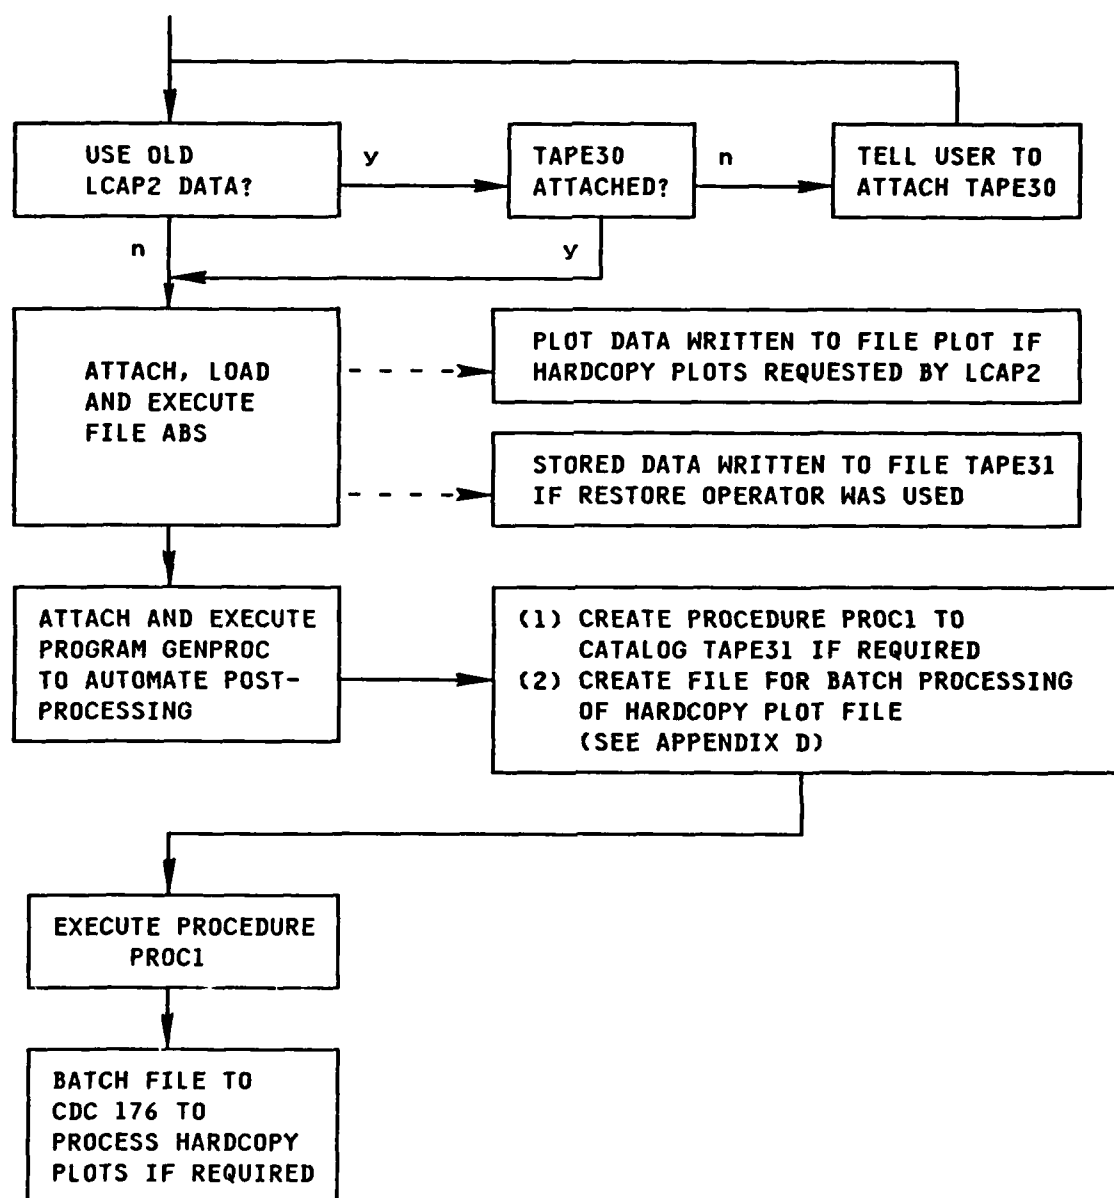 USE OLD
LCAP2 DATA?
y
TAPE30
ATTACHED?
n
TELL USER TO
ATTACH TAPE30
n
y
ATTACH, LOAD
AND EXECUTE
FILE ABS
PLOT DATA WRITTEN TO FILE PLOT IF
HARDCOPY PLOTS REQUESTED BY LCAP2
STORED DATA WRITTEN TO FILE TAPE31
IF RESTORE OPERATOR WAS USED
ATTACH AND EXECUTE
PROGRAM GENPROC
TO AUTOMATE POST-
PROCESSING
(1) CREATE PROCEDURE PROC1 TO
CATALOG TAPE31 IF REQUIRED
(2) CREATE FILE FOR BATCH PROCESSING
OF HARDCOPY PLOT FILE
(SEE APPENDIX D)
EXECUTE PROCEDURE
PROC1
BATCH FILE TO
CDC 176 TO
PROCESS HARDCOPY
PLOTS IF REQUIRED